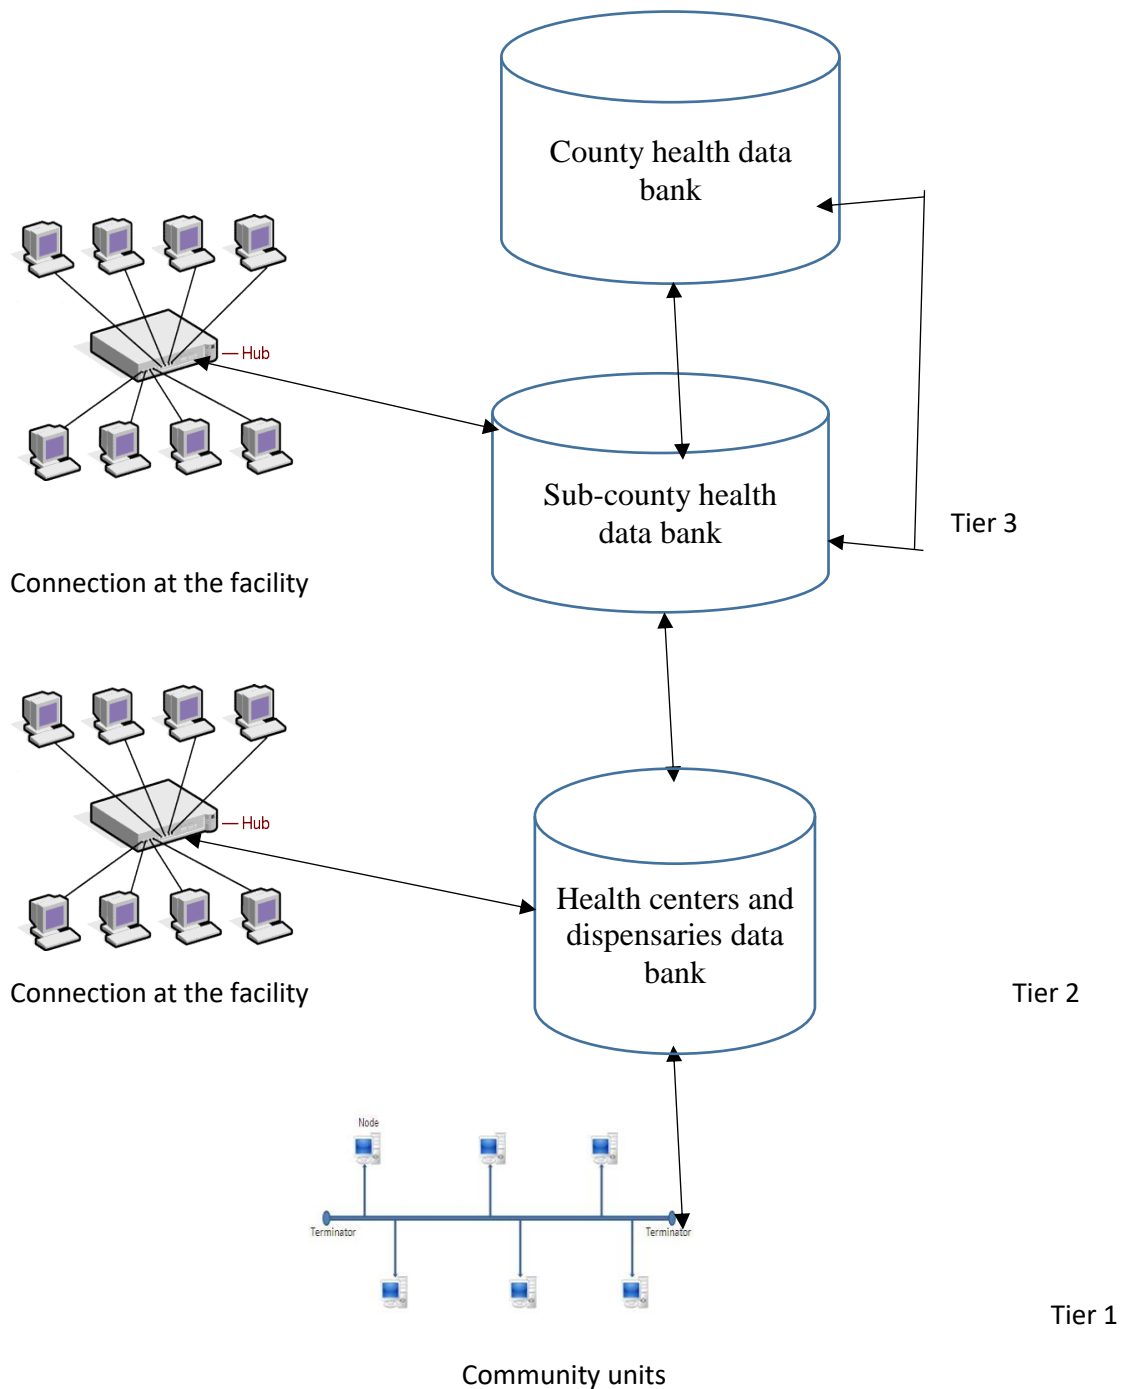 County health data
bank
Hub
Sub-county health
data bank
Tier 3
Connection at the facility
Hub
Health centers and
dispensaries data
bank
Connection at the facility
Tier 2
Node
Terminator
Terminator
Tier 1
Community units